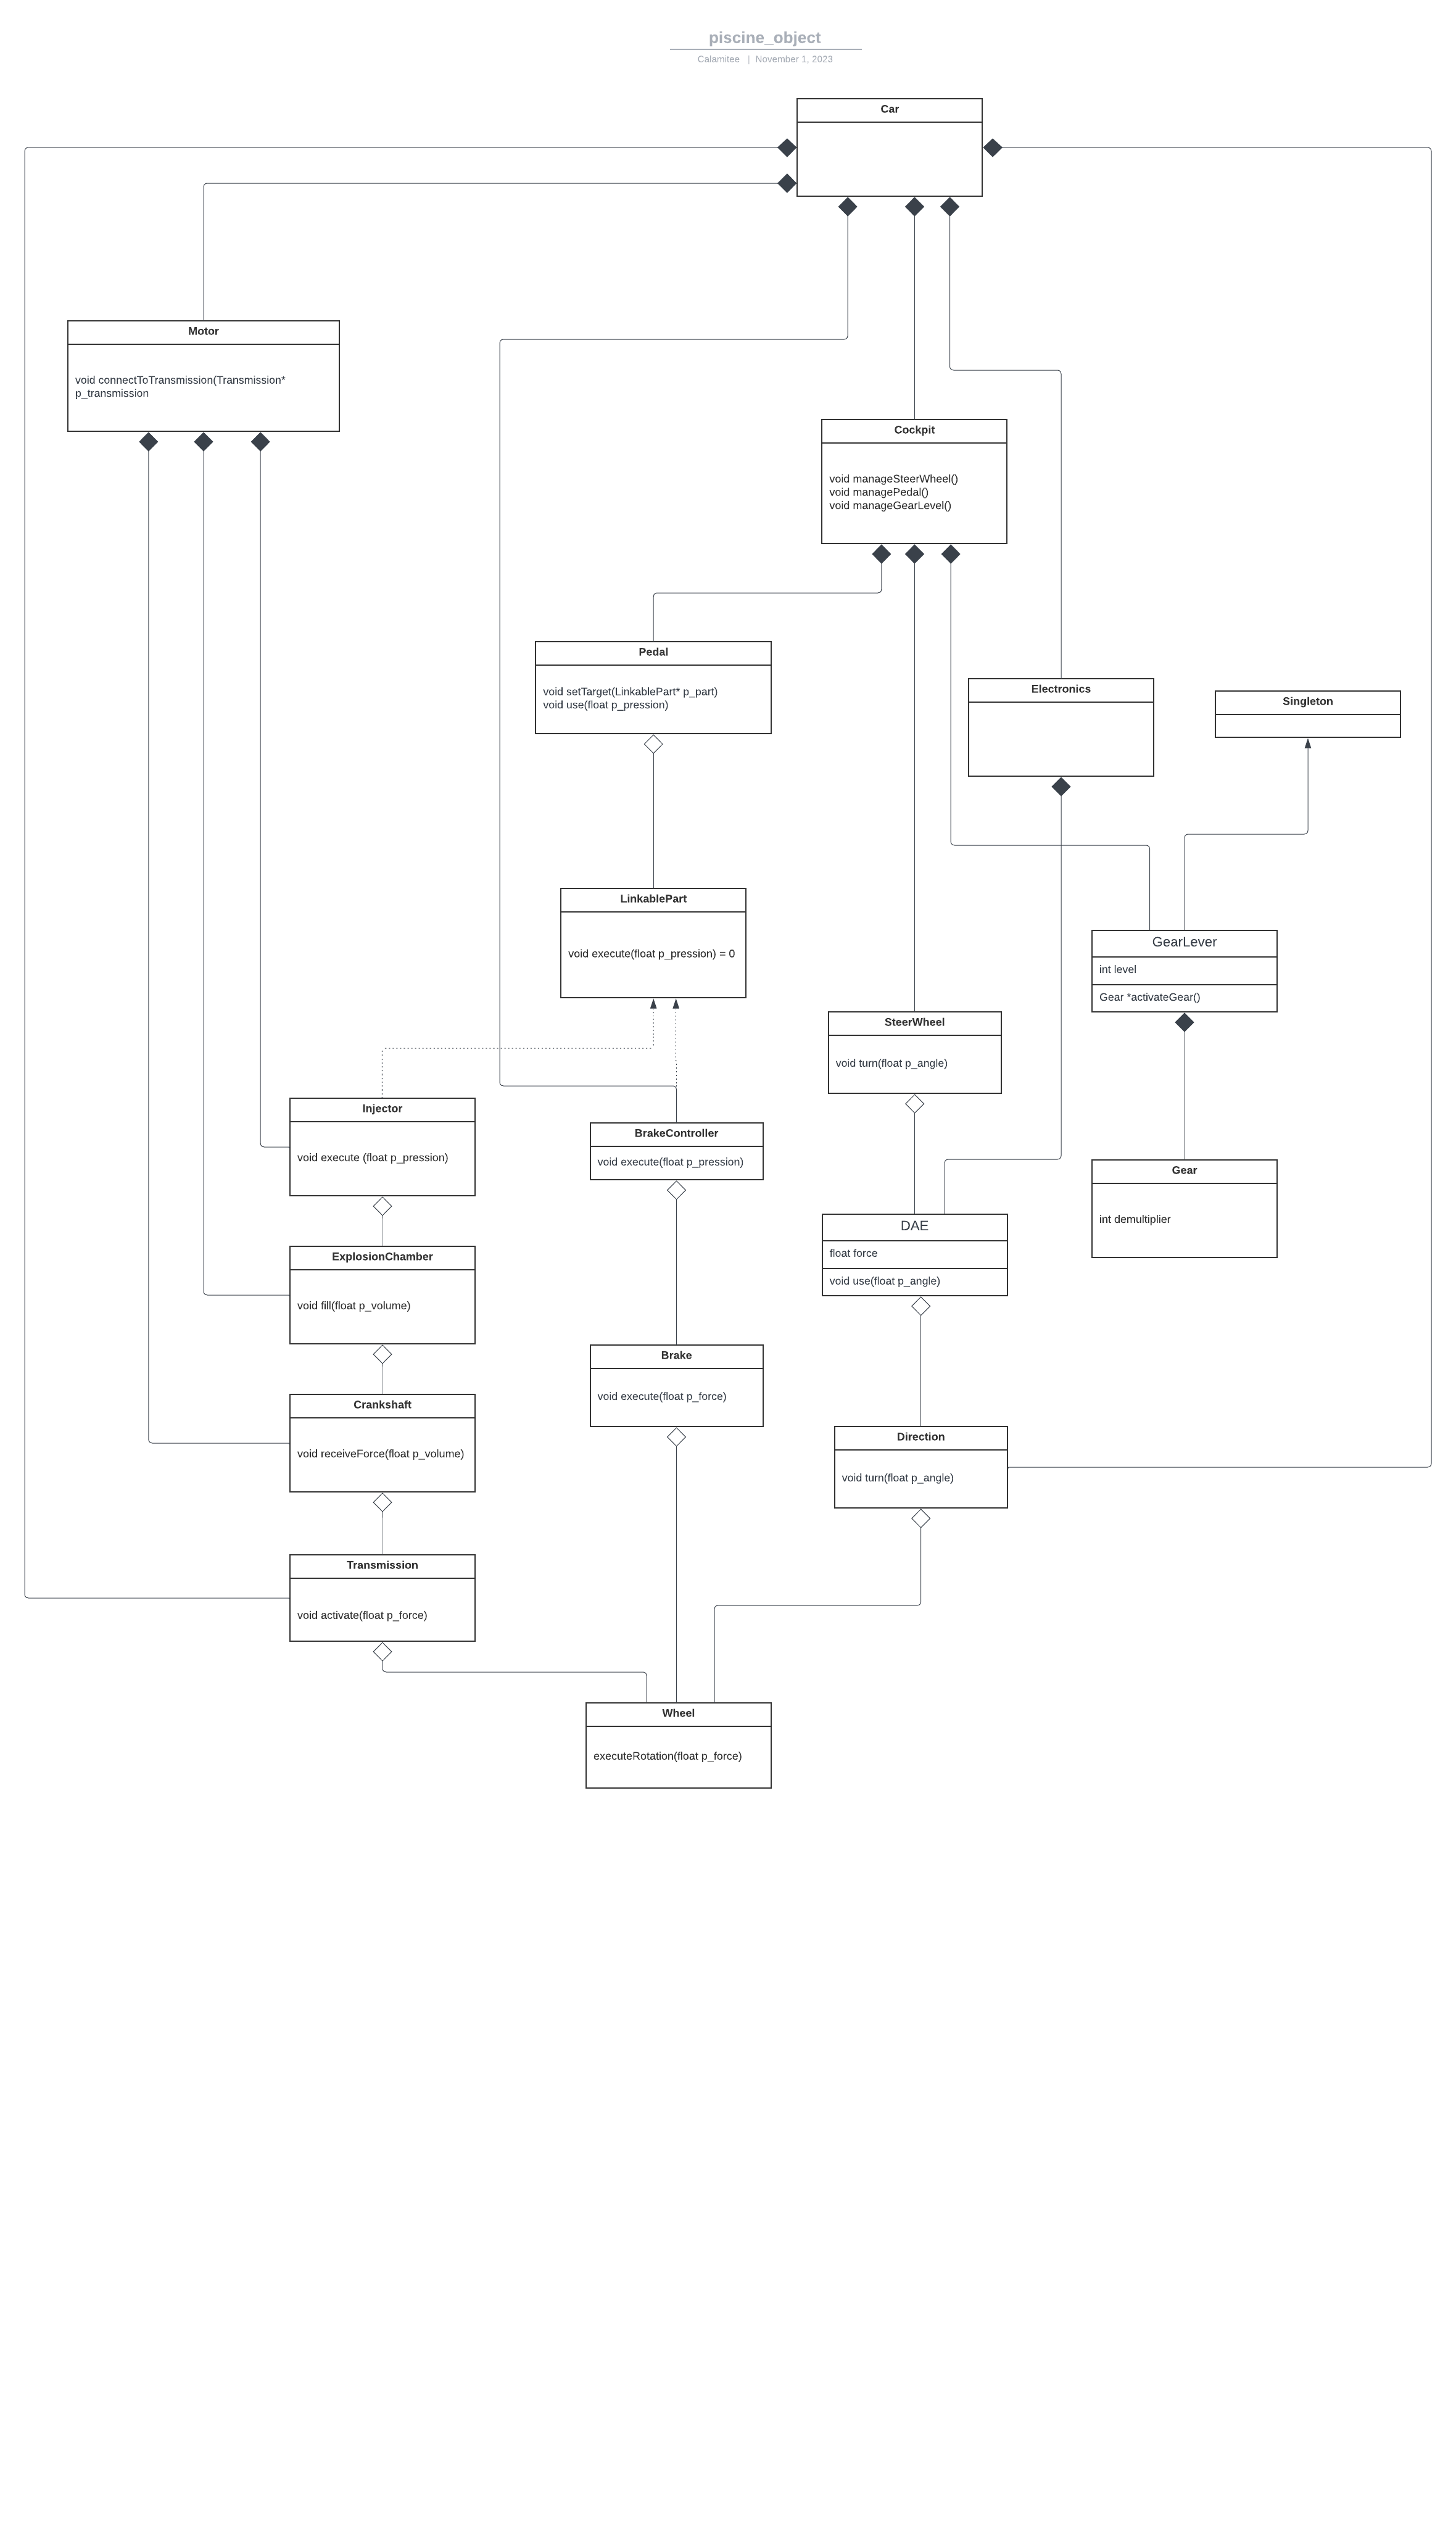 piscine_object
Calamitee | November 1, 2023
Car
Motor
void connectToTransmission(Transmission*
p_transmission
Cockpit
void manageSteerWheel()
void managePedal()
void manageGearLevel()
Pedal
void setTarget(LinkablePart* p_part)
void use(float p_pression)
Electronics
Singleton
LinkablePart
void execute(float p_pression) = 0
GearLever
int level
Gear *activateGear()
SteerWheel
void turn(float p_angle)
Injector
void execute (float p_pression)
BrakeController
void execute(float p_pression)
Gear
int demultiplier
DAE
float force
void use(float p_angle)
ExplosionChamber
void fill(float p_volume)
Brake
void execute(float p_force)
Crankshaft
void receiveForce(float p_volume)
Direction
void turn(float p_angle)
Transmission
void activate(float p_force)
Wheel
executeRotation(float p_force)